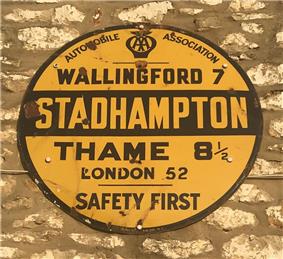 AUTOMOBILE ASSOCIATION
AA
WALLINGFORD 7
STADHAMPTON
THAME 8½
LONDON 52
SAFETY FIRST